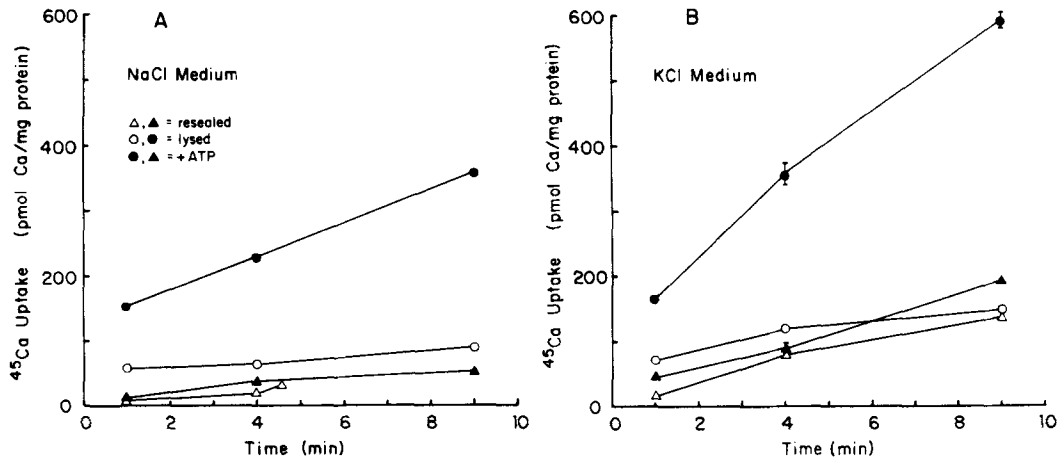 A
600
400
200
0
⁴⁵Ca Uptake (pmol Ca/mg protein)
NaCl Medium
△,▲ = resealed
○,● = lysed
●,▲ = + ATP
0 2 4 6 8 10
Time (min)
B
600
400
200
0
⁴⁵Ca Uptake (pmol Ca/mg protein)
KCl Medium
0 2 4 6 8 10
Time (min)